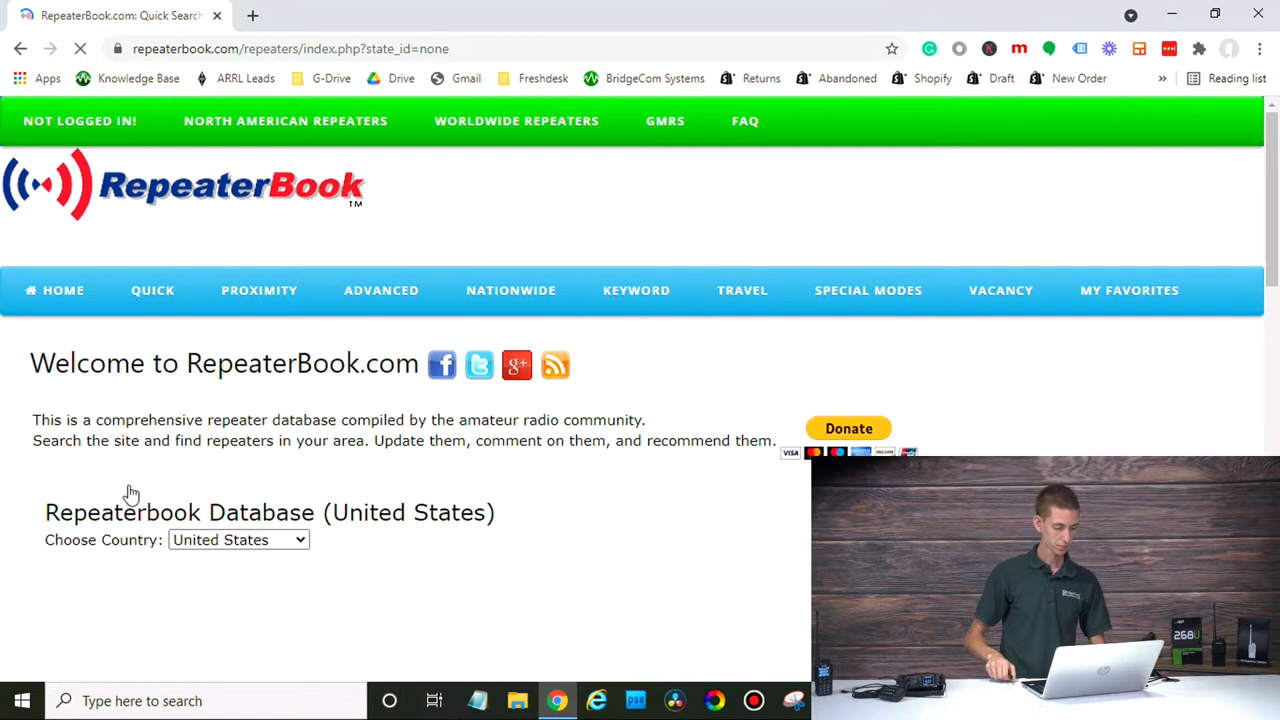 RepeaterBook.com: Quick Search
repeaterbook.com/repeaters/index.php?state_id=none
Apps Knowledge Base ARRL Leads G-Drive Drive Gmail Freshdesk BridgeCom Systems Returns Abandoned Shopify Draft New Order » Reading list
NOT LOGGED IN! NORTH AMERICAN REPEATERS WORLDWIDE REPEATERS GMRS FAQ
RepeaterBook TM
HOME QUICK PROXIMITY ADVANCED NATIONWIDE KEYWORD TRAVEL SPECIAL MODES VACANCY MY FAVORITES
Welcome to RepeaterBook.com
This is a comprehensive repeater database compiled by the amateur radio community.
Search the site and find repeaters in your area. Update them, comment on them, and recommend them.
Donate
VISA
Repeaterbook Database (United States)
Choose Country: United States
268U
hp
Type here to search
pse